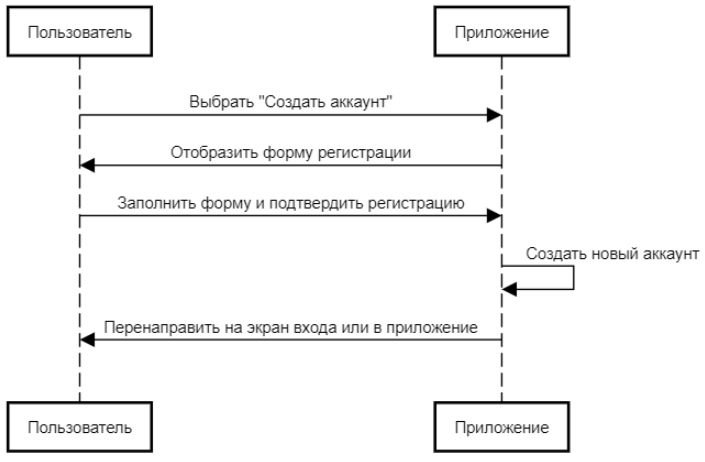 Пользователь
Приложение
Выбрать "Создать аккаунт"
Отобразить форму регистрации
Заполнить форму и подтвердить регистрацию
Создать новый аккаунт
Перенаправить на экран входа или в приложение
Пользователь
Приложение